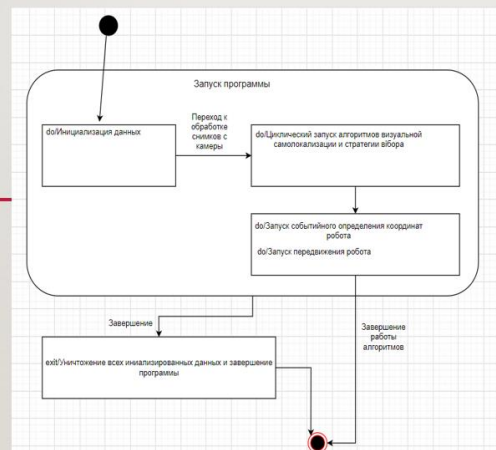 Запуск программы
do/Инициализация данных
Переход к
обработке
снимков с
камеры
do/Циклический запуск алгоритмов визуальной
самолокализации и стратегии вібора
do/Запуск событийного определения координат
робота
do/Запуск передвижения робота
Завершение
Завершение
работы
алгоритмов
exit/Уничтожение всех иниализированных данных и завершение
программы